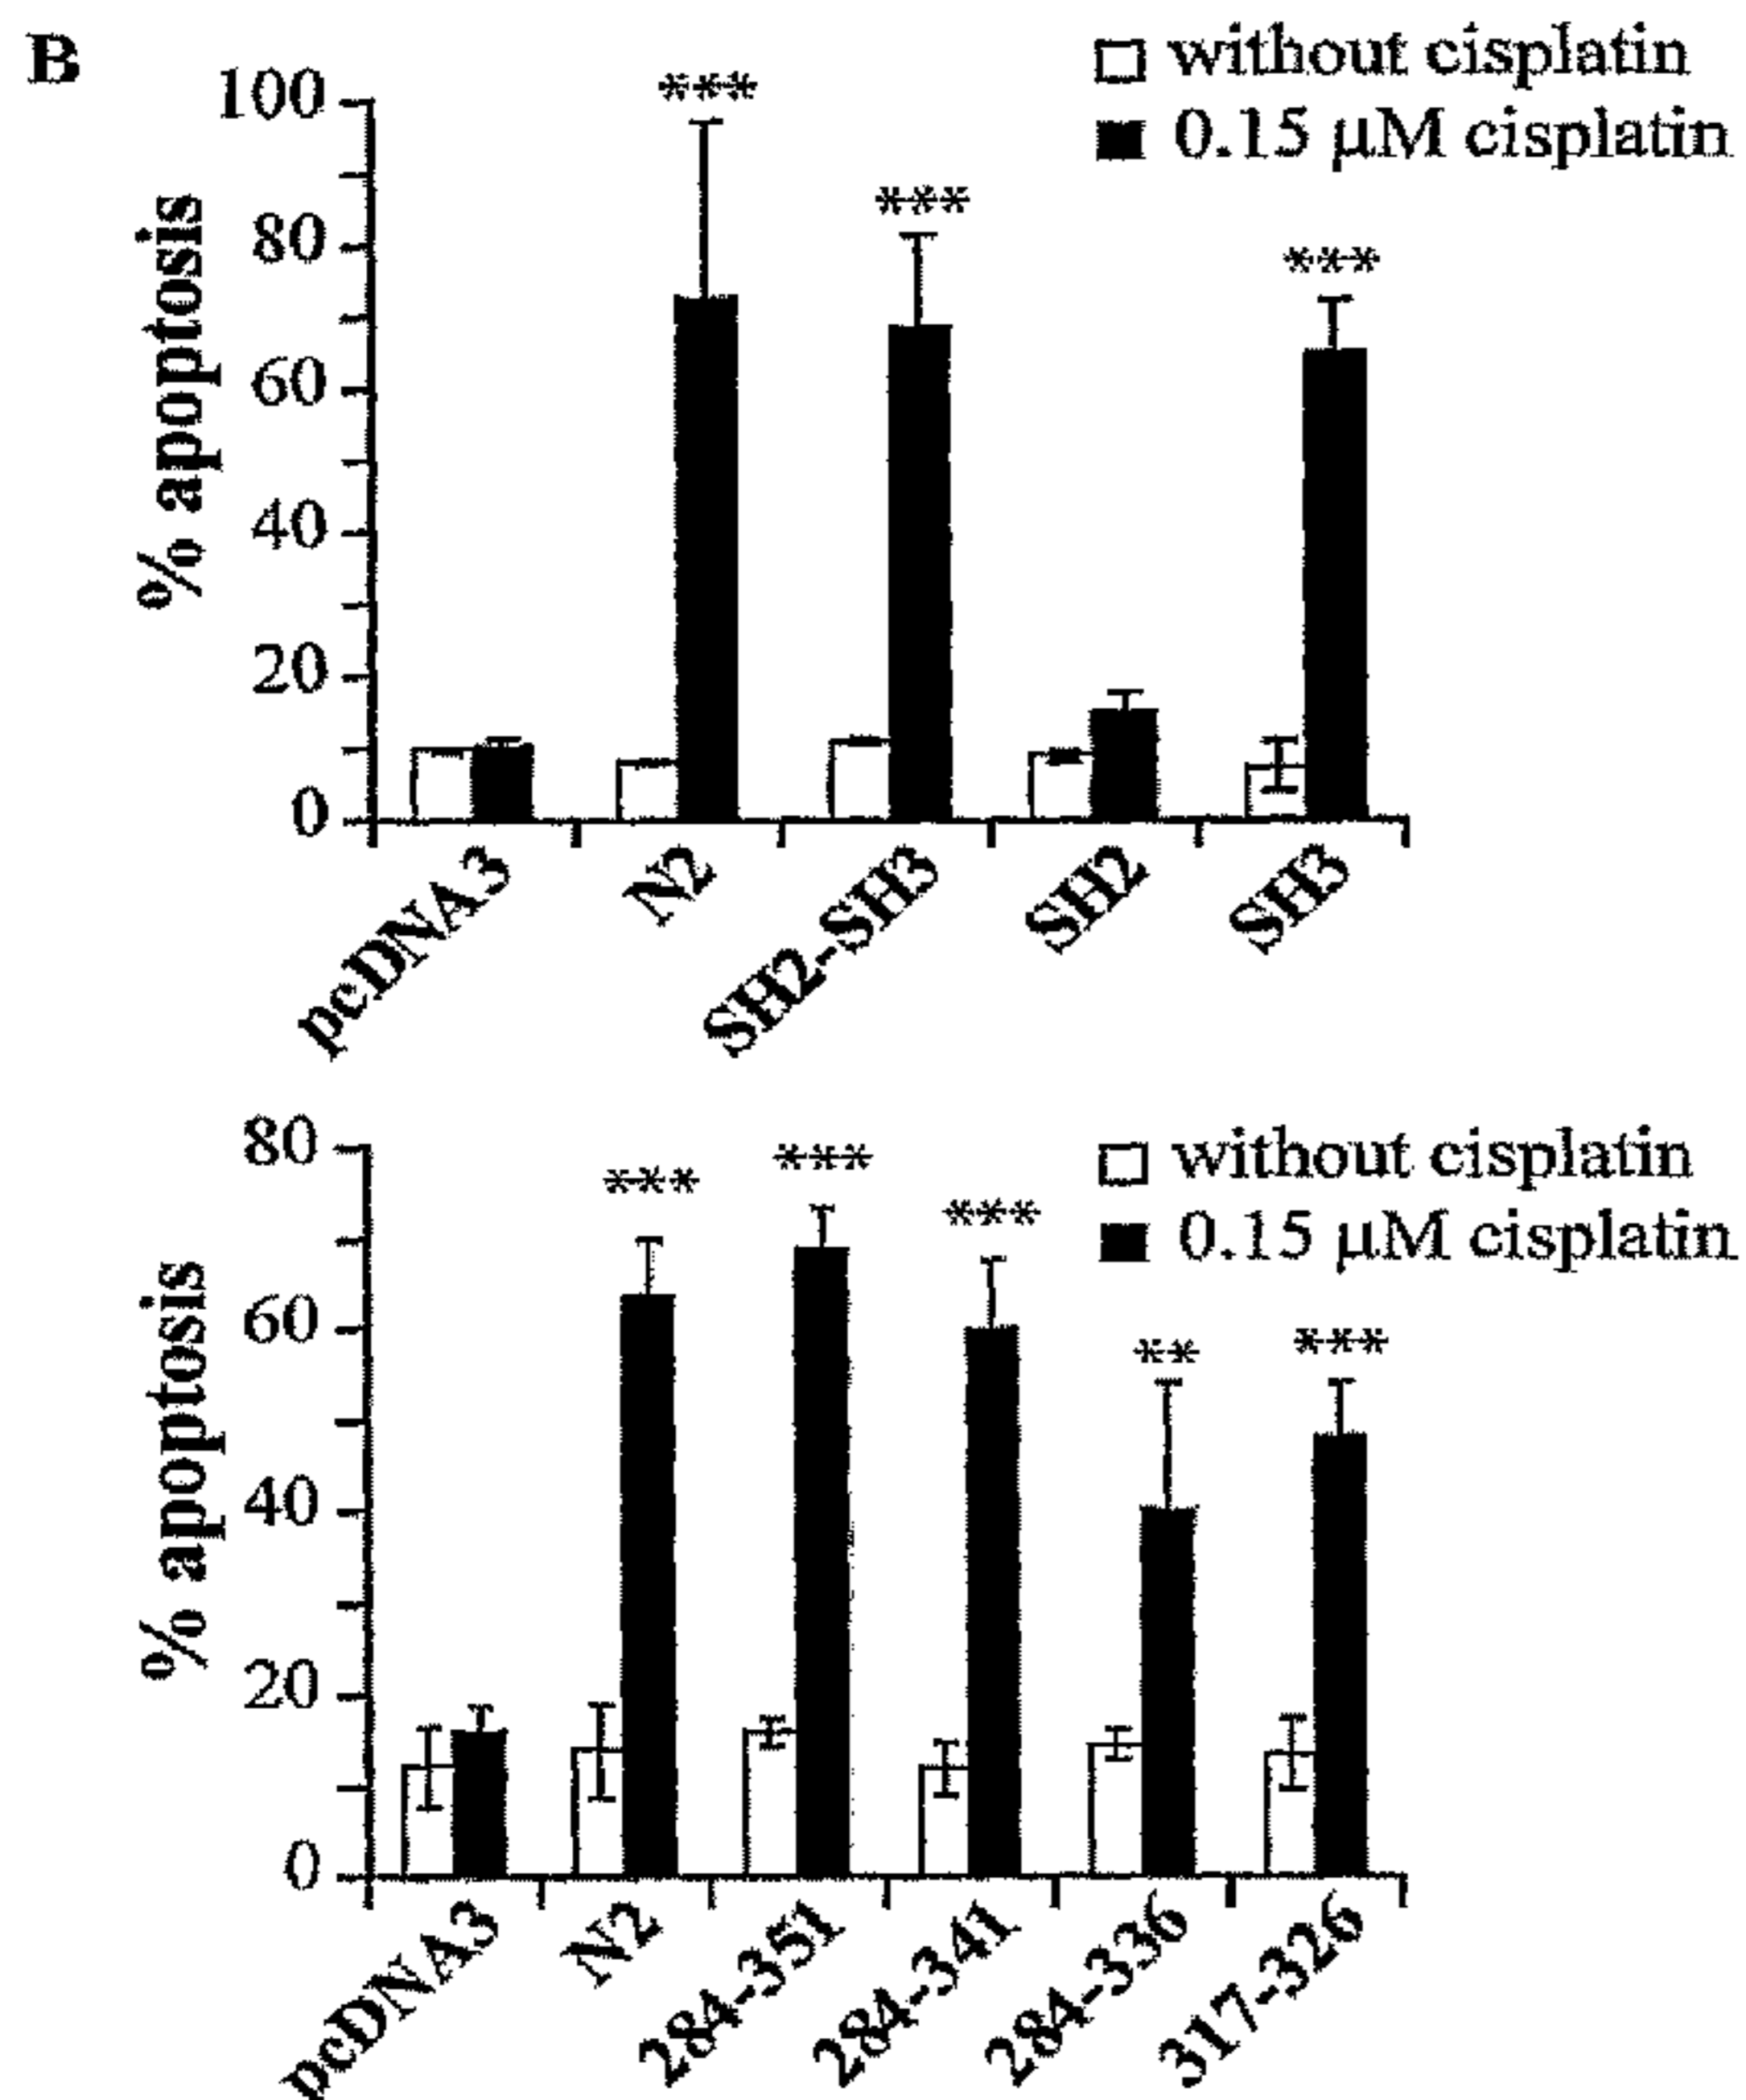 B
without cisplatin
0.15 µM cisplatin
***
***
***
% apoptosis
100
80
60
40
20
0
pcDNA3
N2
SH2-SH3
SH2
SH3
without cisplatin
0.15 µM cisplatin
***
***
***
**
***
% apoptosis
80
60
40
20
0
pcDNA3
N2
284-351
284-341
284-336
317-326